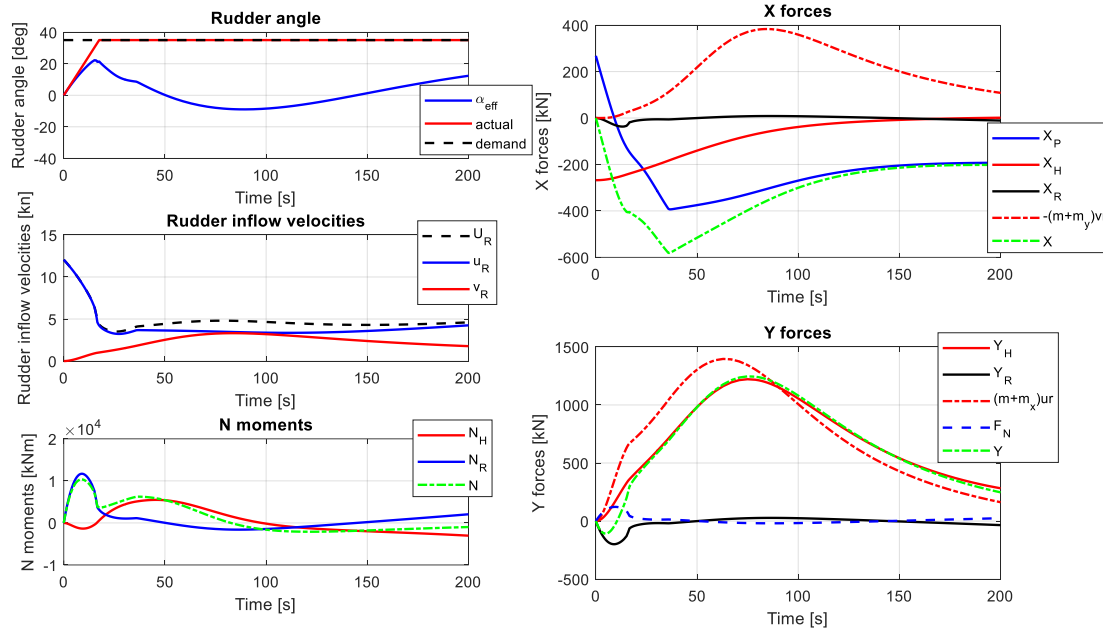 Rudder angle
Rudder angle [deg]
40
20
0
-20
-40
0
50
100
150
200
Time [s]
α_eff
actual
demand
Rudder inflow velocities
Rudder inflow velocities [kn]
15
10
5
0
0
50
100
150
200
Time [s]
U_R
u_R
v_R
N moments
×10^4
N moments [kNm]
2
1
0
-1
0
50
100
150
200
Time [s]
N_H
N_R
N
X forces
X forces [kN]
400
200
0
-200
-400
-600
0
50
100
150
200
Time [s]
X_P
X_H
X_R
-(m+m_y)v
X
Y forces
Y forces [kN]
1500
1000
500
0
-500
0
50
100
150
200
Time [s]
Y_H
Y_R
(m+m_x)ur
F_N
Y